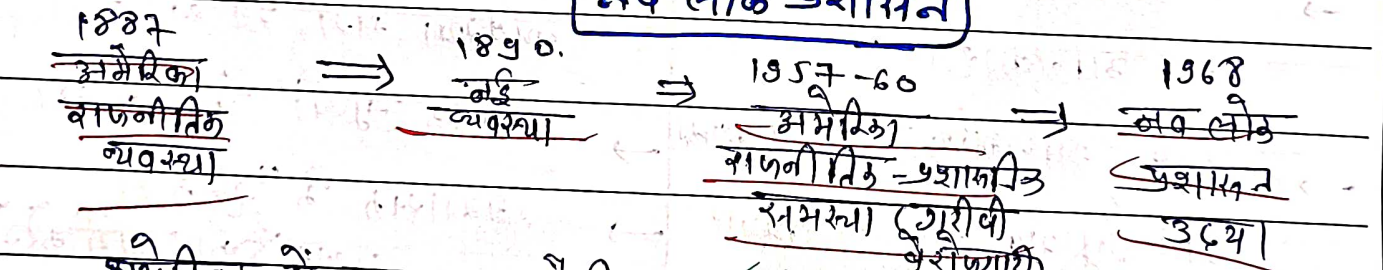 नव लोक प्रशासन
1887 ⇒ 1890. ⇒ 1957-60 ⇒ 1968
अमेरिका नई अमेरिका नव लोक
राजनीतिक व्यवस्था राजनीतिक-प्रशासनिक प्रशासन
व्यवस्था समस्या (गरीबी उदय।
बेरोजगारी